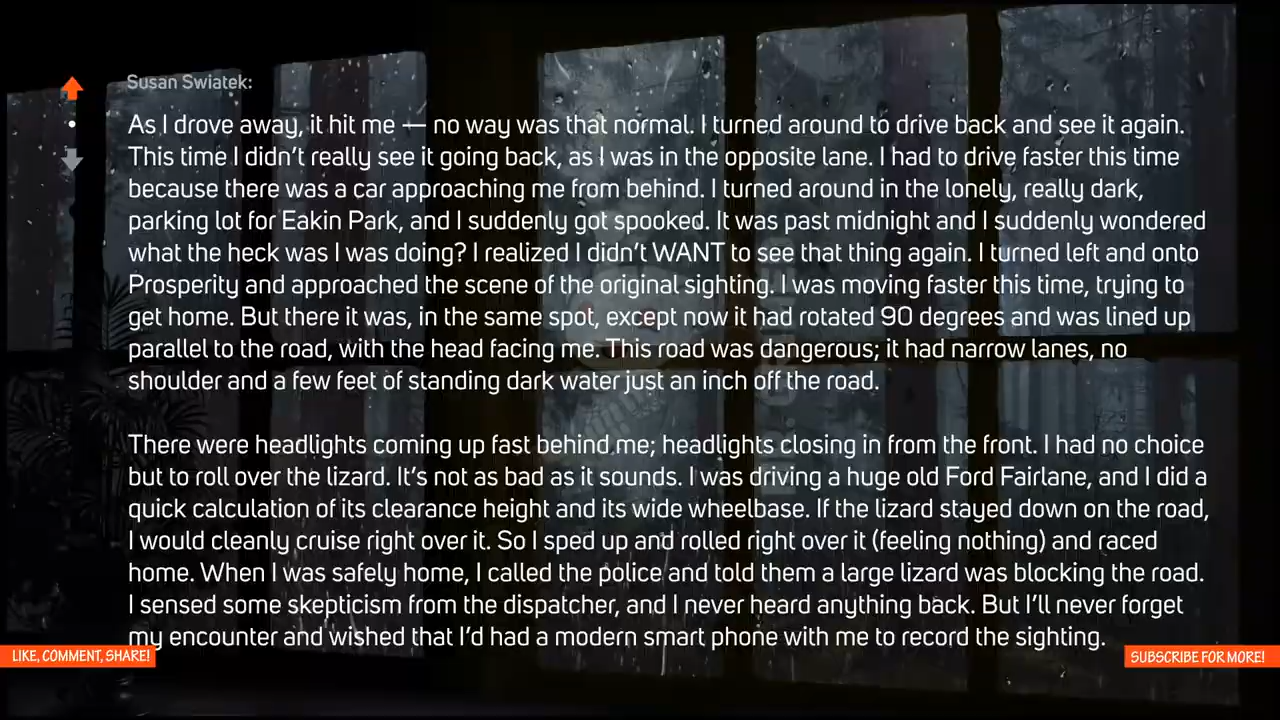 Susan Swiatek:
As I drove away, it hit me — no way was that normal. I turned around to drive back and see it again.
This time I didn't really see it going back, as I was in the opposite lane. I had to drive faster this time
because there was a car approaching me from behind. I turned around in the lonely, really dark,
parking lot for Eakin Park, and I suddenly got spooked. It was past midnight and I suddenly wondered
what the heck was I was doing? I realized I didn't WANT to see that thing again. I turned left and onto
Prosperity and approached the scene of the original sighting. I was moving faster this time, trying to
get home. But there it was, in the same spot, except now it had rotated 90 degrees and was lined up
parallel to the road, with the head facing me. This road was dangerous; it had narrow lanes, no
shoulder and a few feet of standing dark water just an inch off the road.
There were headlights coming up fast behind me; headlights closing in from the front. I had no choice
but to roll over the lizard. It's not as bad as it sounds. I was driving a huge old Ford Fairlane, and I did a
quick calculation of its clearance height and its wide wheelbase. If the lizard stayed down on the road,
I would cleanly cruise right over it. So I sped up and rolled right over it (feeling nothing) and raced
home. When I was safely home, I called the police and told them a large lizard was blocking the road.
I sensed some skepticism from the dispatcher, and I never heard anything back. But I'll never forget
my encounter and wished that I'd had a modern smart phone with me to record the sighting.
LIKE, COMMENT, SHARE!
SUBSCRIBE FOR MORE!